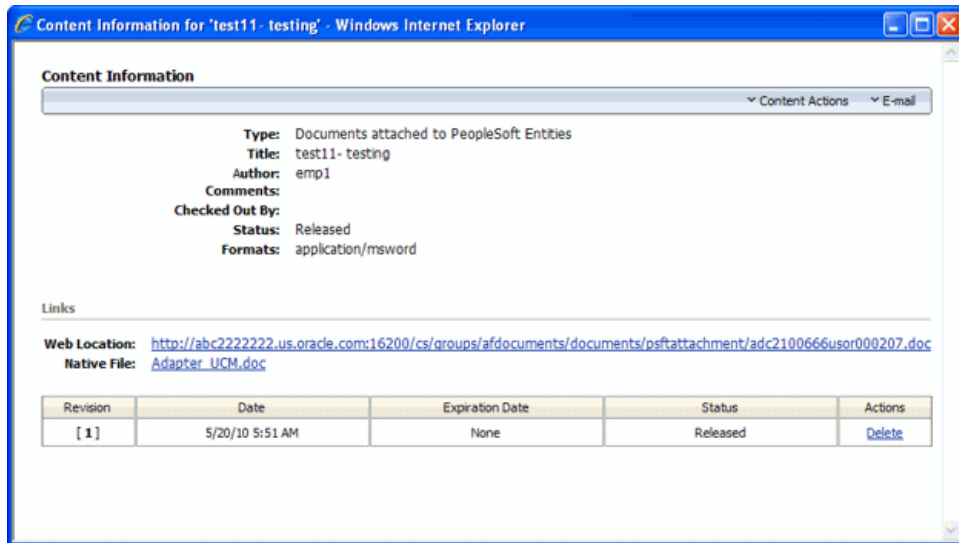 Content Information for 'test11- testing' - Windows Internet Explorer
Content Information
Content Actions E-mail
Type: Documents attached to PeopleSoft Entities
Title: test11- testing
Author: emp1
Comments:
Checked Out By:
Status: Released
Formats: application/msword
Links
Web Location: http://abc2222222.us.oracle.com:16200/cs/groups/afdocuments/documents/psftattachment/adc2100666usor000207.doc
Native File: Adapter_UCM.doc
Revision Date Expiration Date Status Actions
[ 1 ] 5/20/10 5:51 AM None Released Delete